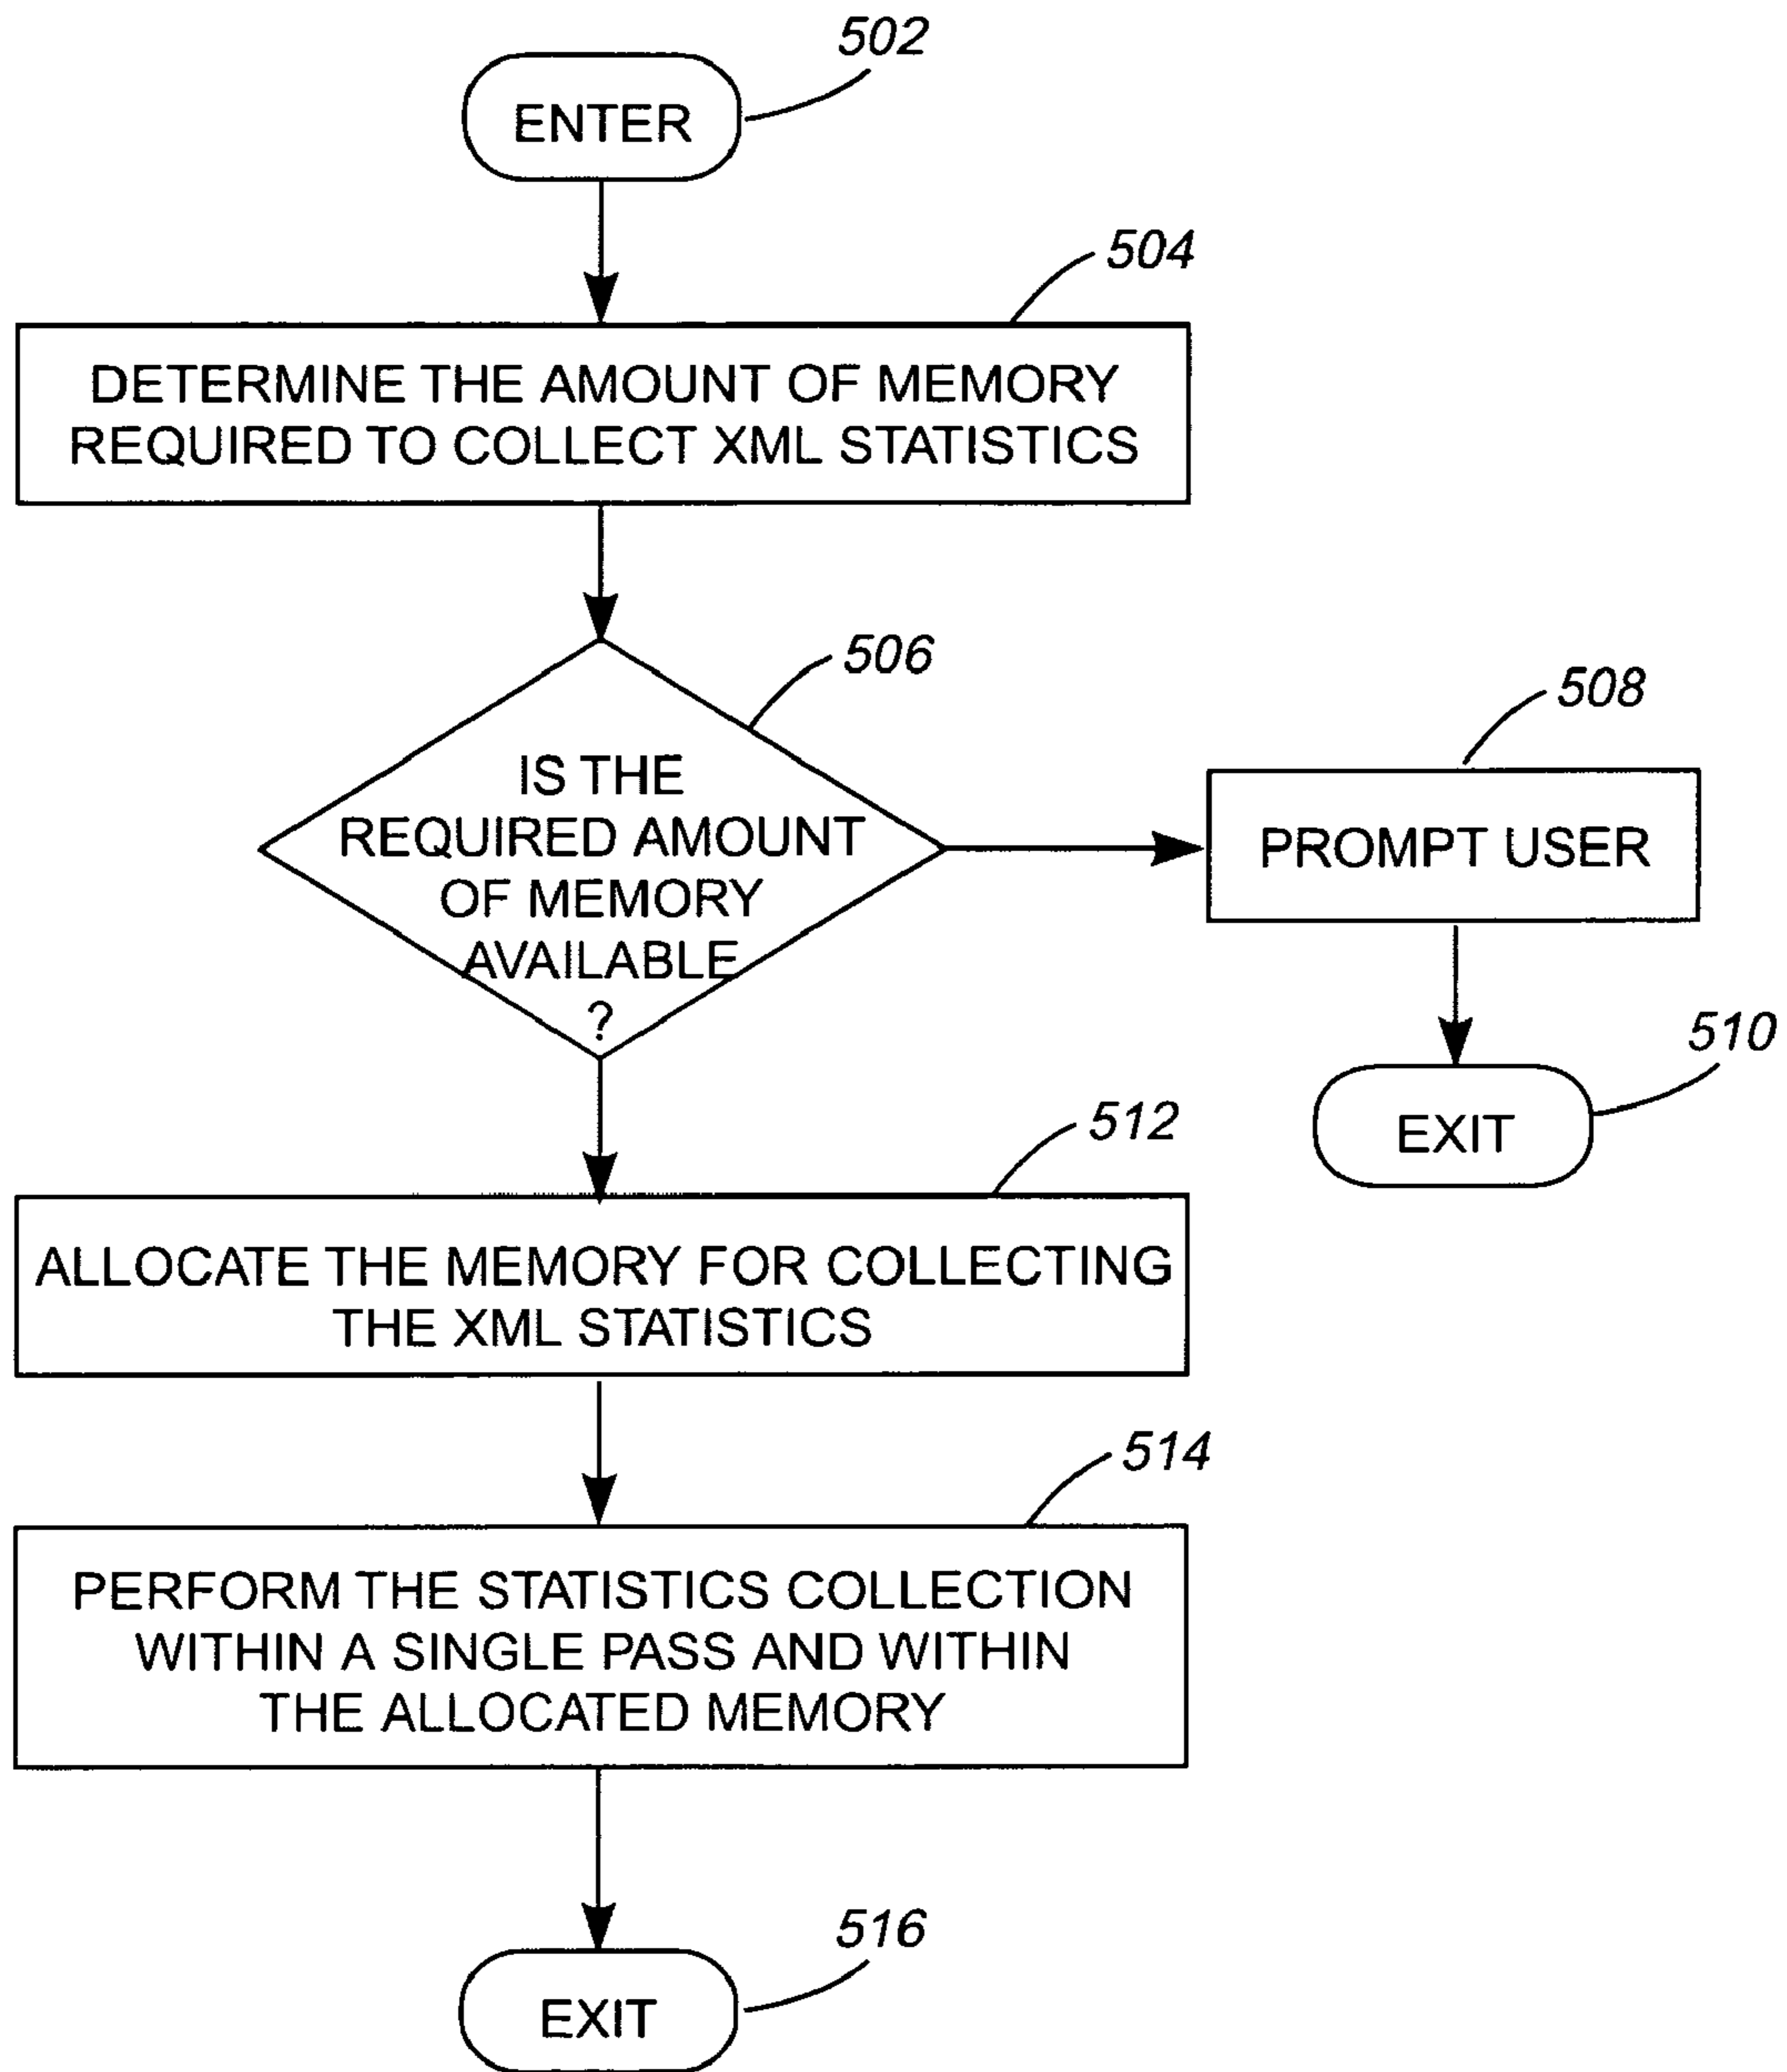 502
ENTER
504
DETERMINE THE AMOUNT OF MEMORY
REQUIRED TO COLLECT XML STATISTICS
506
IS THE
REQUIRED AMOUNT
OF MEMORY
AVAILABLE
?
508
PROMPT USER
510
EXIT
512
ALLOCATE THE MEMORY FOR COLLECTING
THE XML STATISTICS
514
PERFORM THE STATISTICS COLLECTION
WITHIN A SINGLE PASS AND WITHIN
THE ALLOCATED MEMORY
516
EXIT